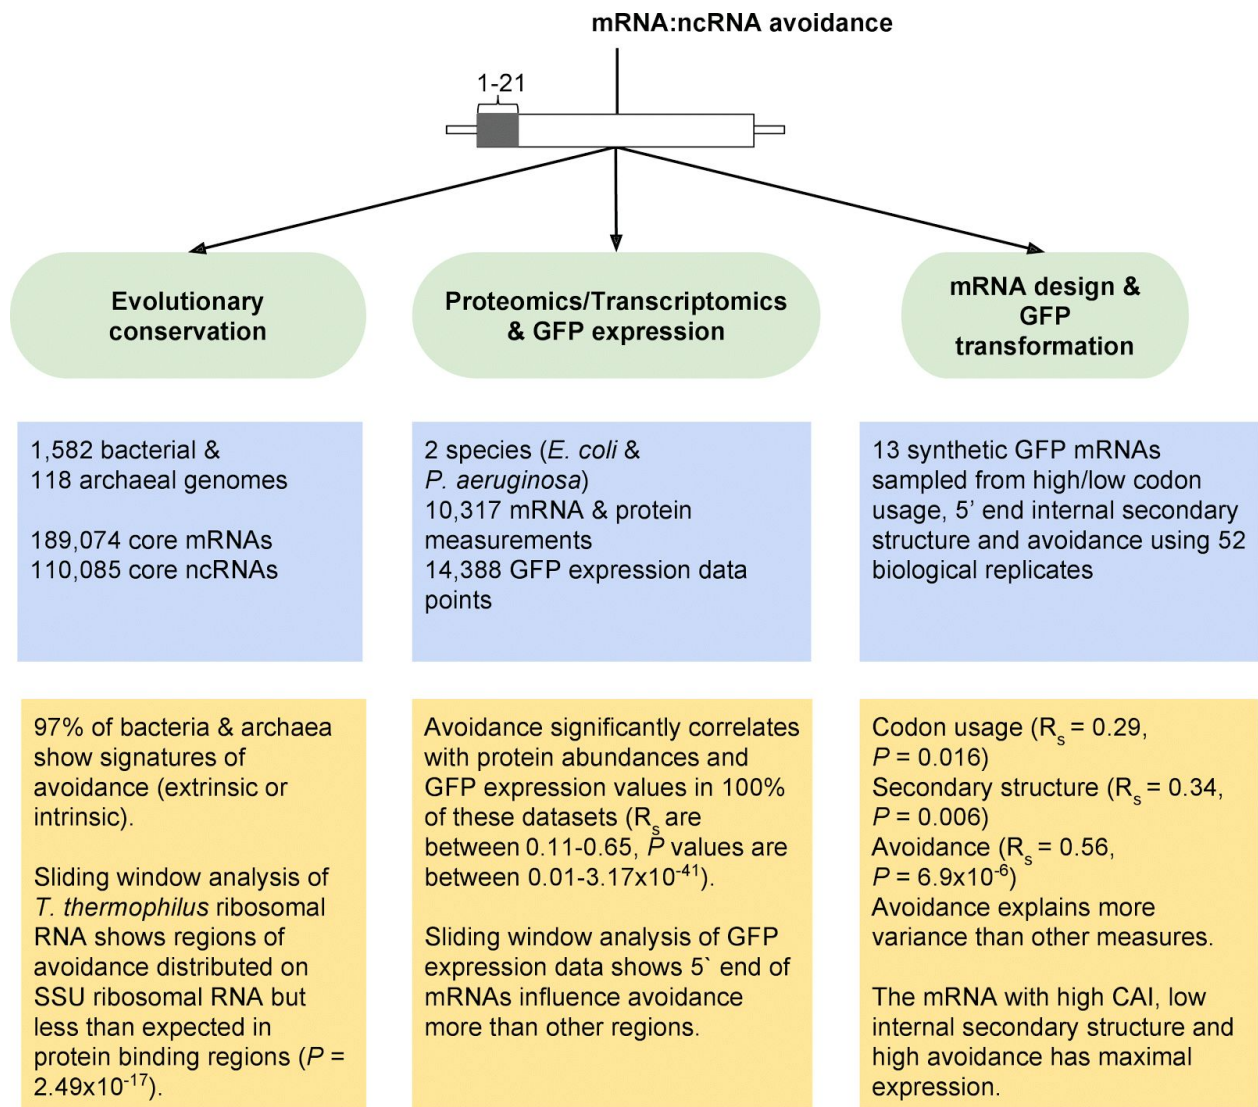 mRNA:ncRNA avoidance
1-21
Evolutionary
conservation
Proteomics/Transcriptomics
& GFP expression
mRNA design &
GFP
transformation
1,582 bacterial &
118 archaeal genomes
189,074 core mRNAs
110,085 core ncRNAs
2 species (E. coli &
P. aeruginosa)
10,317 mRNA & protein
measurements
14,388 GFP expression data
points
13 synthetic GFP mRNAs
sampled from high/low codon
usage, 5’ end internal secondary
structure and avoidance using 52
biological replicates
97% of bacteria & archaea
show signatures of
avoidance (extrinsic or
intrinsic).
Sliding window analysis of
T. thermophilus ribosomal
RNA shows regions of
avoidance distributed on
SSU ribosomal RNA but
less than expected in
protein binding regions (P =
2.49x10⁻¹⁷).
Avoidance significantly correlates
with protein abundances and
GFP expression values in 100%
of these datasets (Rₛ are
between 0.11-0.65, P values are
between 0.01-3.17x10⁻⁴¹).
Sliding window analysis of GFP
expression data shows 5` end of
mRNAs influence avoidance
more than other regions.
Codon usage (Rₛ = 0.29,
P = 0.016)
Secondary structure (Rₛ = 0.34,
P = 0.006)
Avoidance (Rₛ = 0.56,
P = 6.9x10⁻⁶)
Avoidance explains more
variance than other measures.
The mRNA with high CAI, low
internal secondary structure and
high avoidance has maximal
expression.